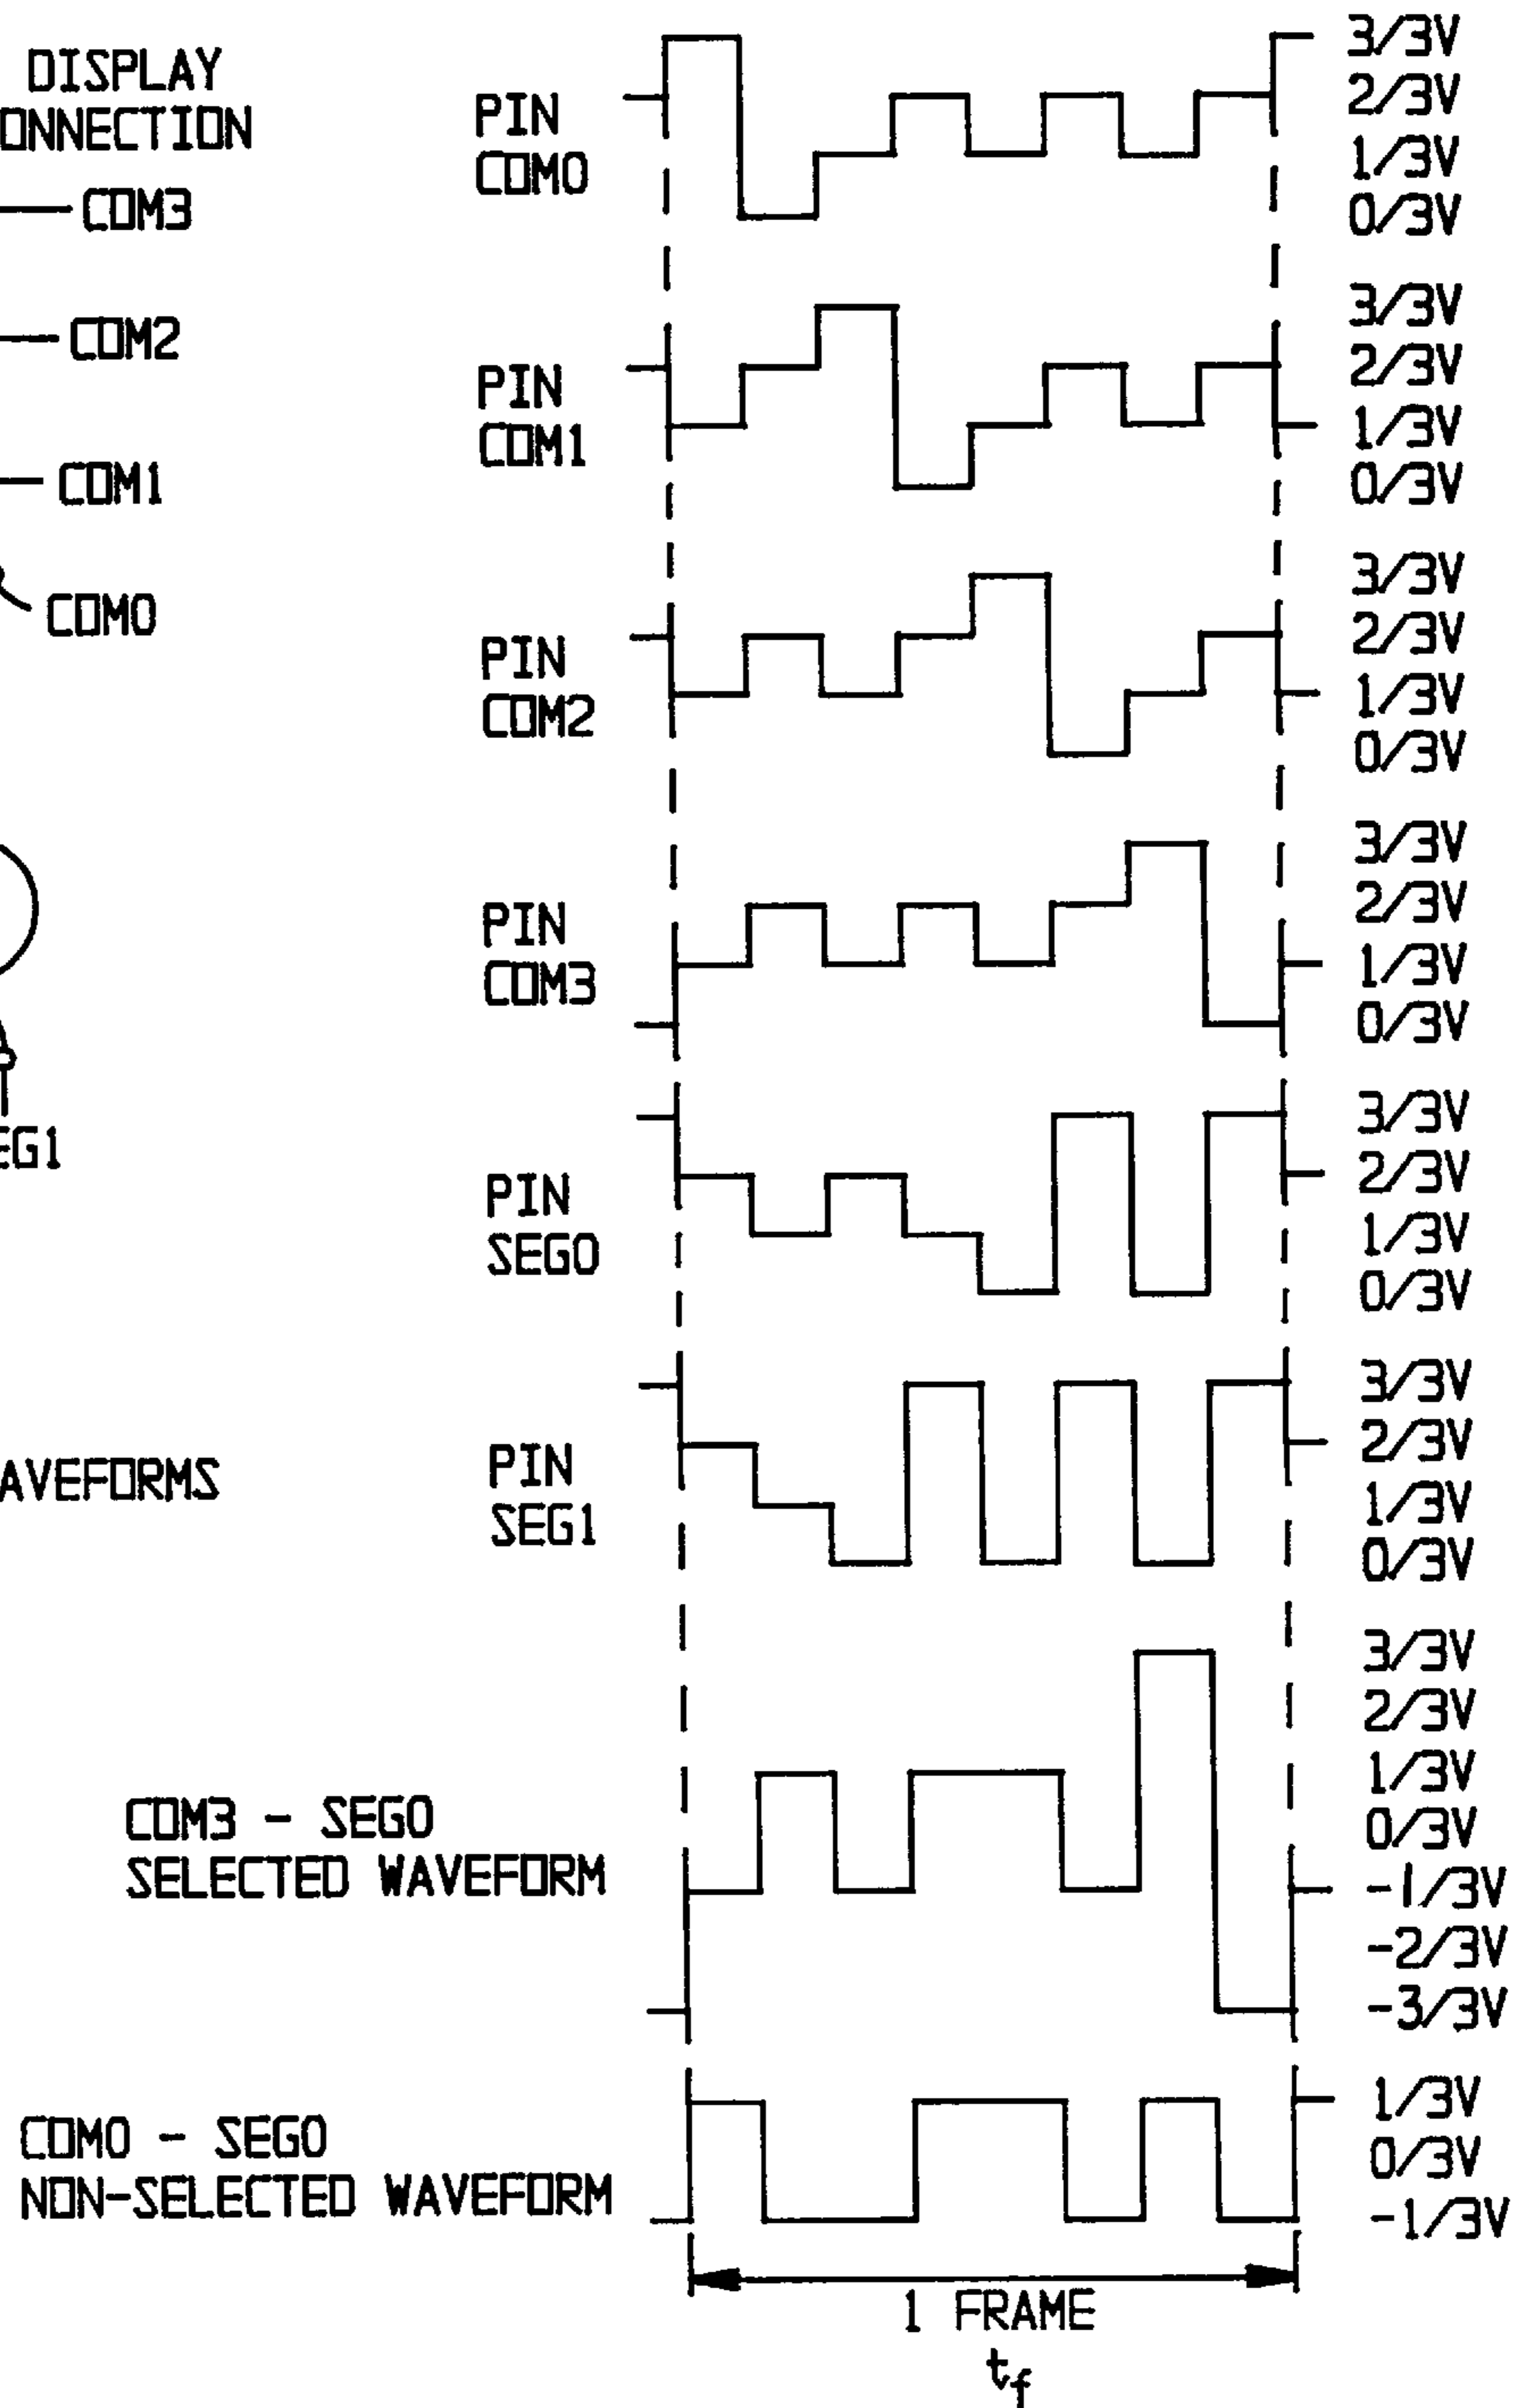 DISPLAY
ONNECTION
COM3
COM2
COM1
COM0
EG1
AVEFORMS
PIN
COM0
3/3V
2/3V
1/3V
0/3V
PIN
COM1
3/3V
2/3V
1/3V
0/3V
PIN
COM2
3/3V
2/3V
1/3V
0/3V
PIN
COM3
3/3V
2/3V
1/3V
0/3V
PIN
SEG0
3/3V
2/3V
1/3V
0/3V
PIN
SEG1
3/3V
2/3V
1/3V
0/3V
COM3 - SEG0
SELECTED WAVEFORM
3/3V
2/3V
1/3V
0/3V
-1/3V
-2/3V
-3/3V
COM0 - SEG0
NON-SELECTED WAVEFORM
1/3V
0/3V
-1/3V
1 FRAME
tf